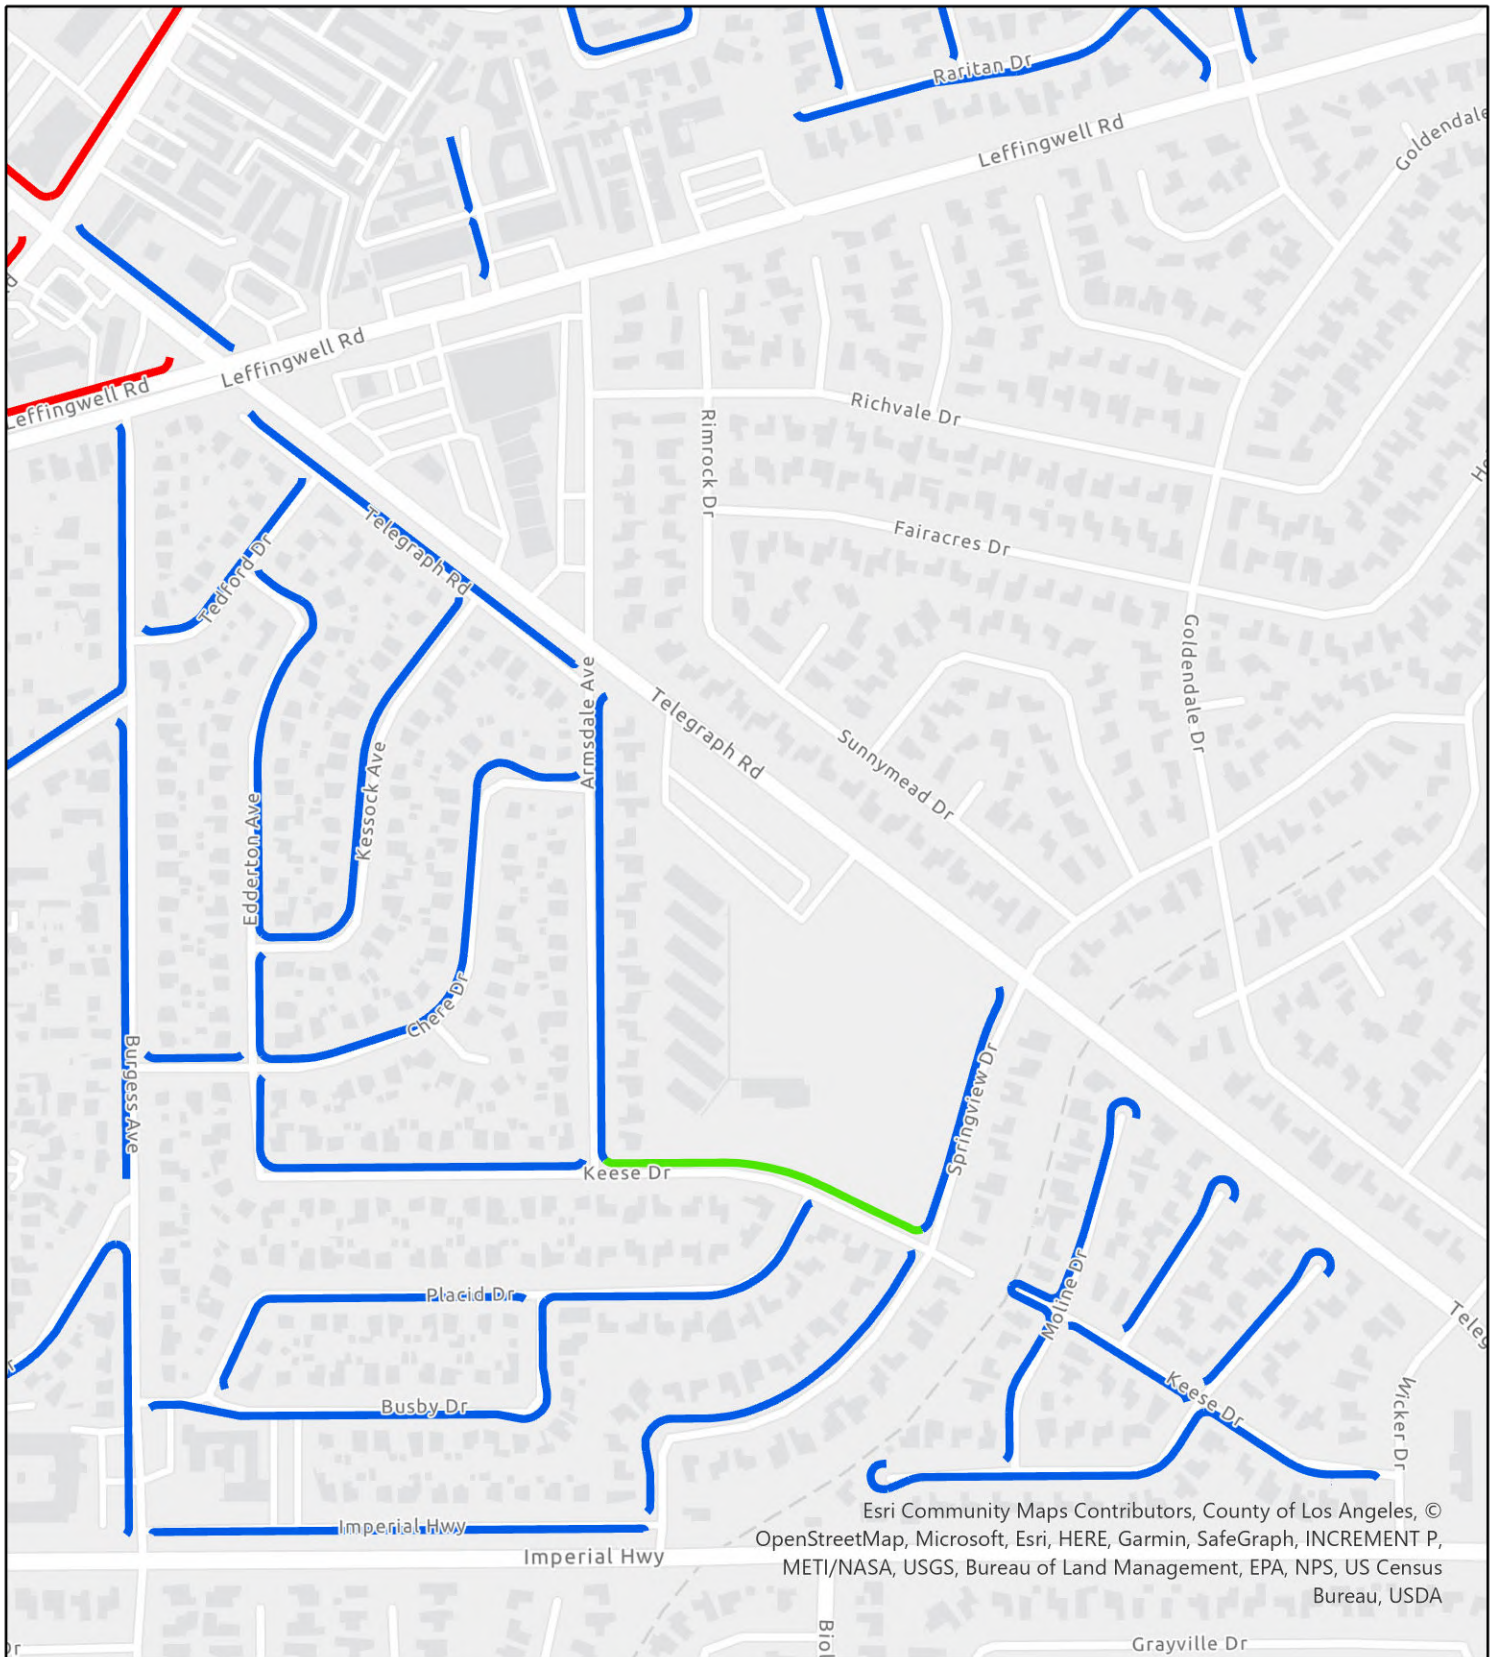 Raritan Dr
Leffingwell Rd
Goldendale
Leffingwell Rd
Leffingwell Rd
Richvale Dr
Rimrock Dr
Fairacres Dr
Telegraph Rd
Tedford Dr
Goldendale Dr
Armsdale Ave
Telegraph Rd
Sunnymead Dr
Kessock Ave
Edderton Ave
Chere Dr
Burgess Ave
Springview Dr
Keese Dr
Moline Dr
Placid Dr
Teleg
Keese Dr
Wicker Dr
Busby Dr
Imperial Hwy
Imperial Hwy
Esri Community Maps Contributors, County of Los Angeles, ©
OpenStreetMap, Microsoft, Esri, HERE, Garmin, SafeGraph, INCREMENT P,
METI/NASA, USGS, Bureau of Land Management, EPA, NPS, US Census
Bureau, USDA
Grayville Dr